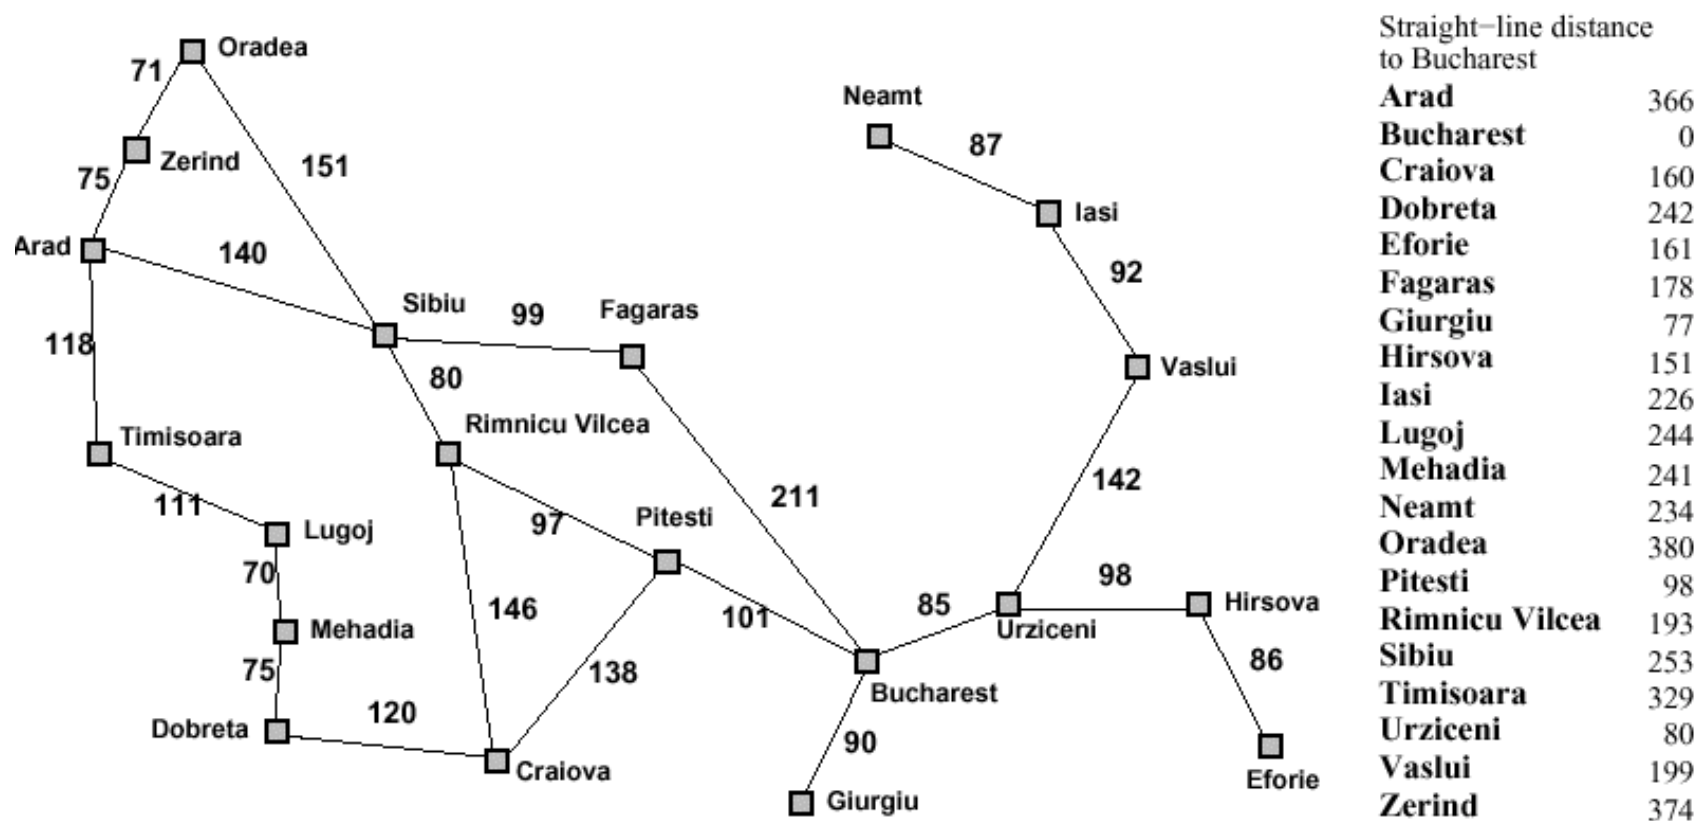 Oradea
71
Neamt
87
Zerind
151
75
Iasi
Arad
140
92
Sibiu
99
Fagaras
118
80
Vaslui
Rimnicu Vilcea
Timisoara
142
211
111
97
Pitesti
Lugoj
70
98
146
101
85
Hirsova
Urziceni
Mehadia
86
138
75
Bucharest
120
Dobreta
90
Craiova
Eforie
Giurgiu
Straight−line distance
to Bucharest
Arad 366
Bucharest 0
Craiova 160
Dobreta 242
Eforie 161
Fagaras 178
Giurgiu 77
Hirsova 151
Iasi 226
Lugoj 244
Mehadia 241
Neamt 234
Oradea 380
Pitesti 98
Rimnicu Vilcea 193
Sibiu 253
Timisoara 329
Urziceni 80
Vaslui 199
Zerind 374